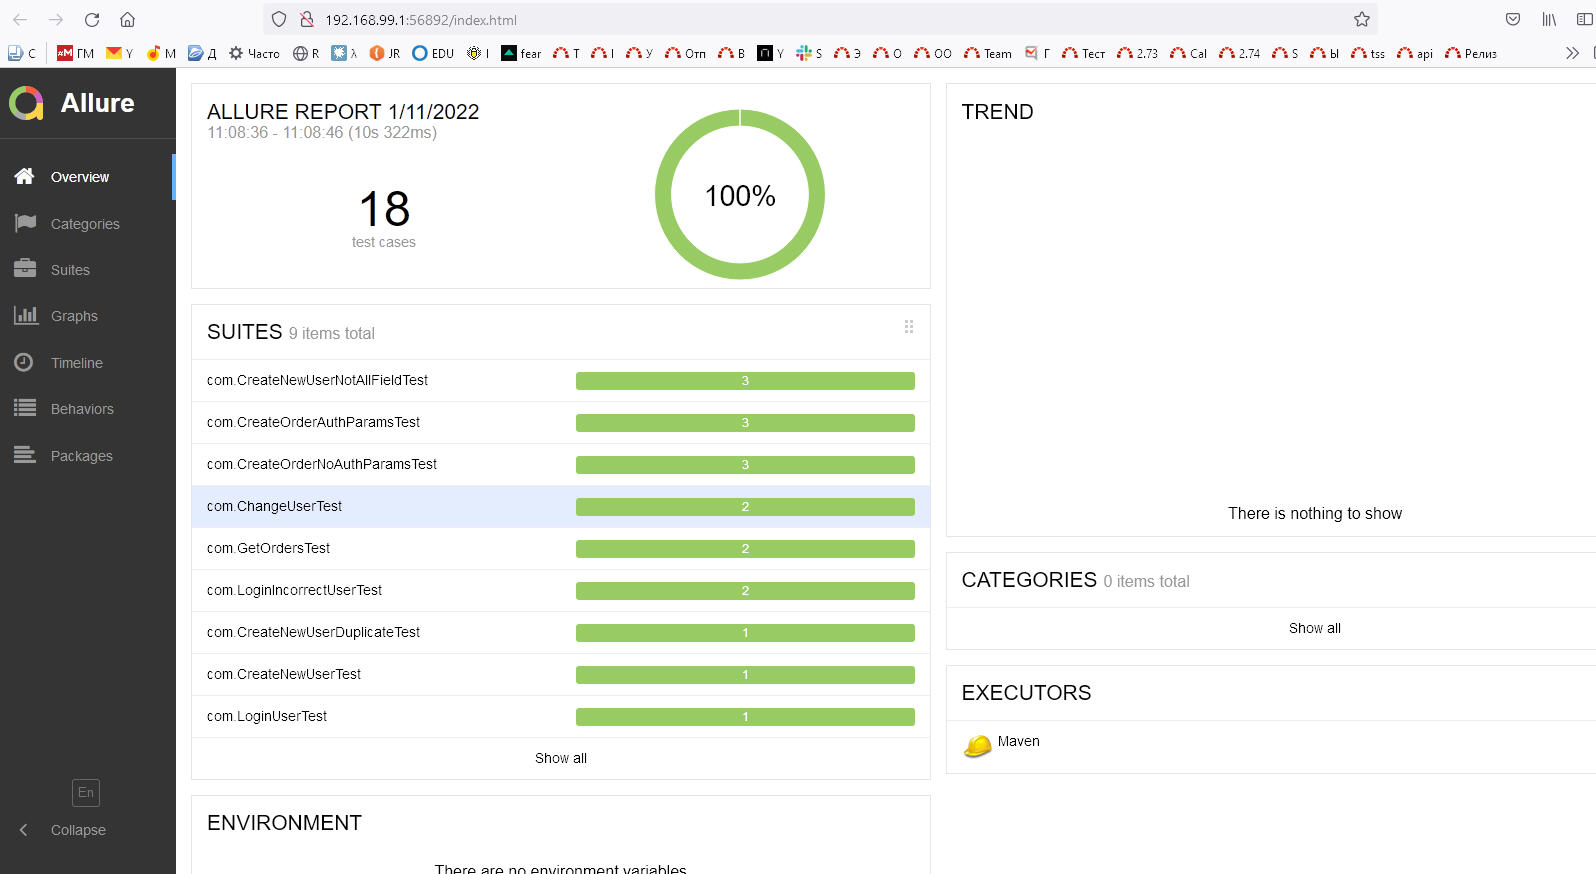 192.168.99.1:56892/index.html
С ГМ Y М Д Часто R λ JR EDU I fear Т I У Отп В Y S Э О ОО Team Г Тест 2.73 Cal 2.74 S Ы tss api Релиз
Allure
Overview
Categories
Suites
Graphs
Timeline
Behaviors
Packages
En
Collapse
ALLURE REPORT 1/11/2022
11:08:36 - 11:08:46 (10s 322ms)
18
test cases
100%
SUITES 9 items total
com.CreateNewUserNotAllFieldTest 3
com.CreateOrderAuthParamsTest 3
com.CreateOrderNoAuthParamsTest 3
com.ChangeUserTest 2
com.GetOrdersTest 2
com.LoginIncorrectUserTest 2
com.CreateNewUserDuplicateTest 1
com.CreateNewUserTest 1
com.LoginUserTest 1
Show all
ENVIRONMENT
There are no environment variables
TREND
There is nothing to show
CATEGORIES 0 items total
Show all
EXECUTORS
Maven